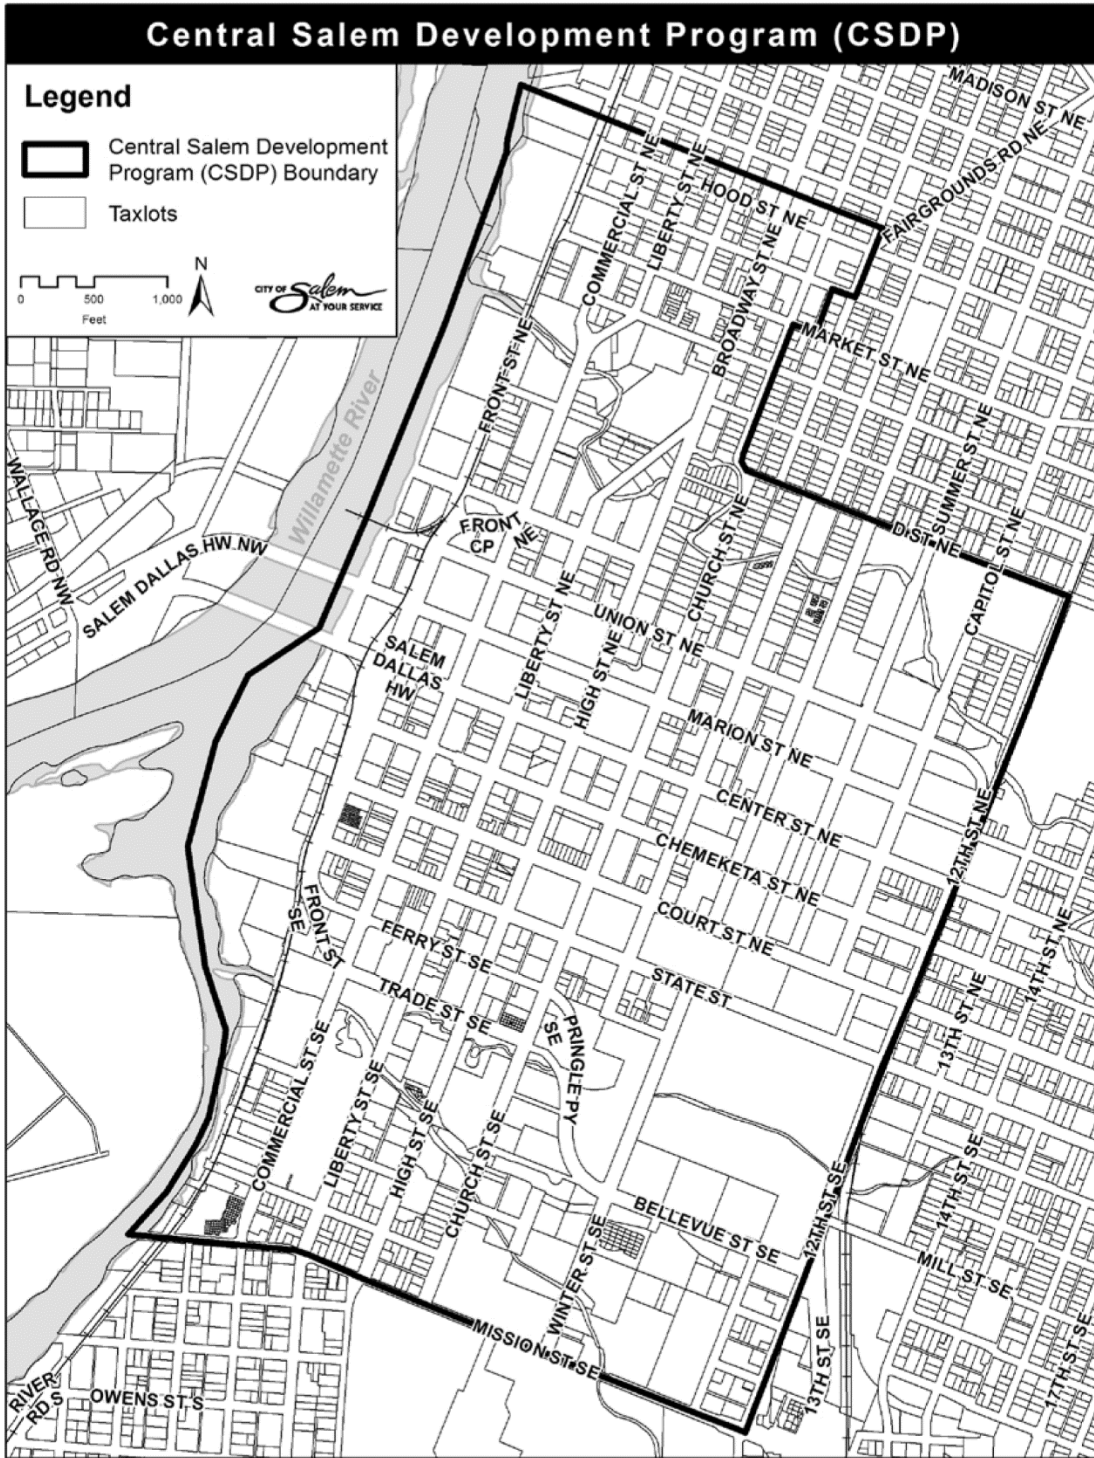 Central Salem Development Program (CSDP)
Legend
Central Salem Development
Program (CSDP) Boundary
Taxlots
N
0 500 1,000
Feet
CITY OF Salem
AT YOUR SERVICE
MADISON ST NE
FAIRGROUNDS RD NE
COMMERCIAL ST NE
LIBERTY ST NE
HOOD ST NE
BROADWAY ST NE
MARKET ST NE
FRONT ST NE
Willamette River
WALLACE RD NW
SALEM DALLAS HW NW
SUMMER ST NE
D ST NE
CAPITOL ST NE
FRONT
CP
NE
CHURCH ST NE
UNION ST NE
LIBERTY ST NE
HIGH ST NE
SALEM
DALLAS
HW
MARION ST NE
CENTER ST NE
12TH ST NE
CHEMEKETA ST NE
COURT ST NE
STATE ST
FRONT ST
SE
FERRY ST SE
TRADE ST SE
14TH ST NE
13TH ST NE
PRINGLE PY
SE
COMMERCIAL ST SE
LIBERTY ST SE
HIGH ST SE
CHURCH ST SE
BELLEVUE ST SE
12TH ST SE
14TH ST SE
MILL ST SE
WINTER ST SE
MISSION ST SE
13TH ST SE
17TH ST SE
RIVER
RD S
OWENS ST S